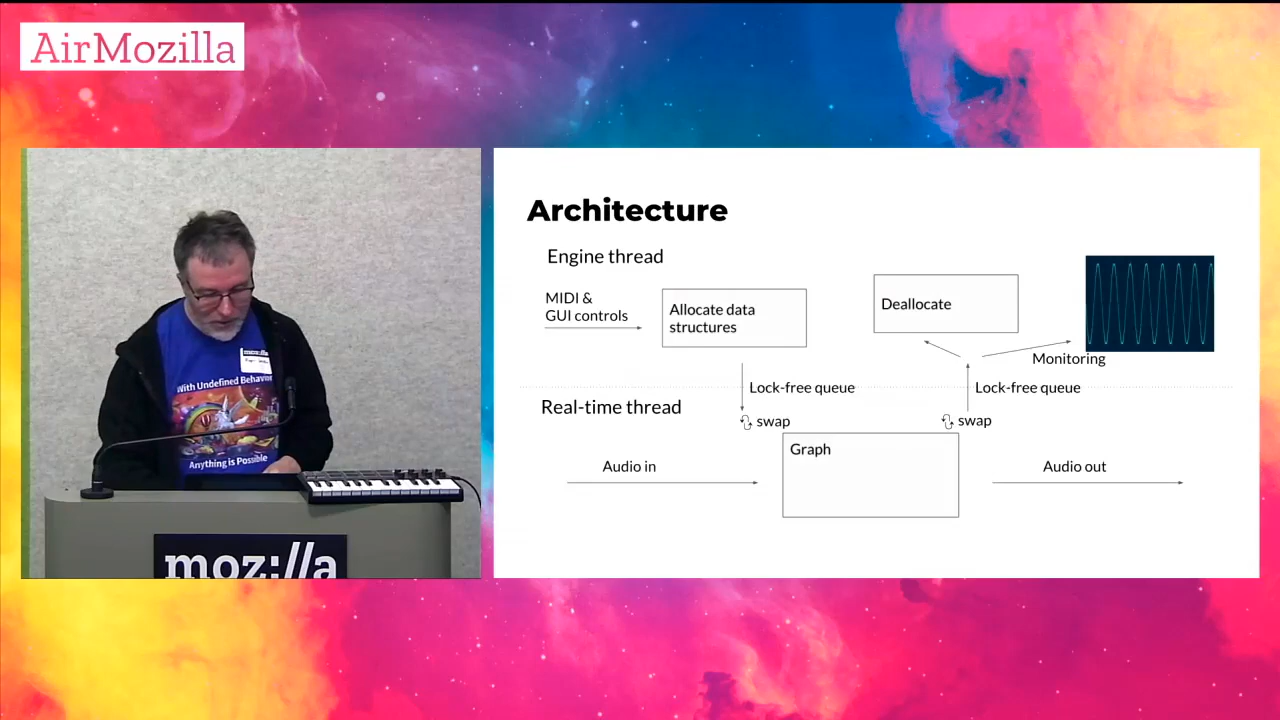 AirMozilla
mozilla
With Undefined Behavior
Anything is Possible
moz://a
Architecture
Engine thread
MIDI &
GUI controls
Allocate data
structures
Deallocate
Monitoring
Lock-free queue
Lock-free queue
Real-time thread
swap
swap
Graph
Audio in
Audio out